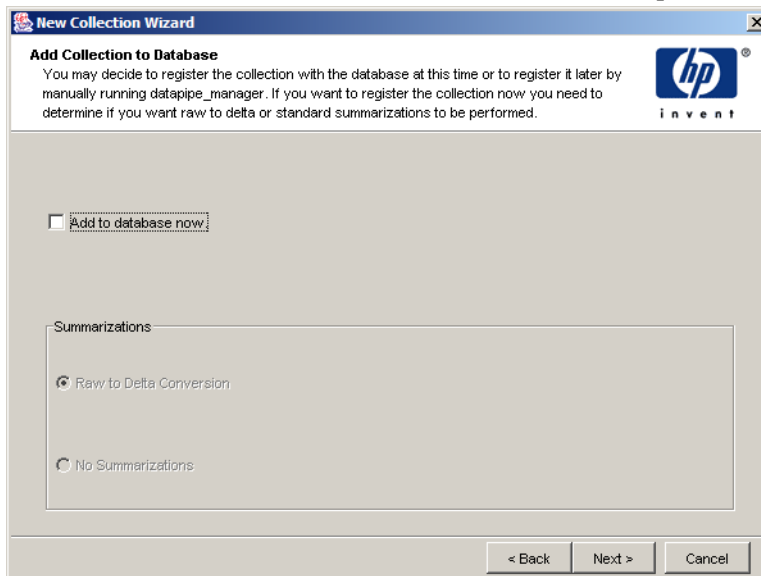 New Collection Wizard
Add Collection to Database
You may decide to register the collection with the database at this time or to register it later by
manually running datapipe_manager. If you want to register the collection now you need to
determine if you want raw to delta or standard summarizations to be performed.
hp
®
invent
Add to database now.
Summarizations
Raw to Delta Conversion
No Summarizations
< Back
Next >
Cancel